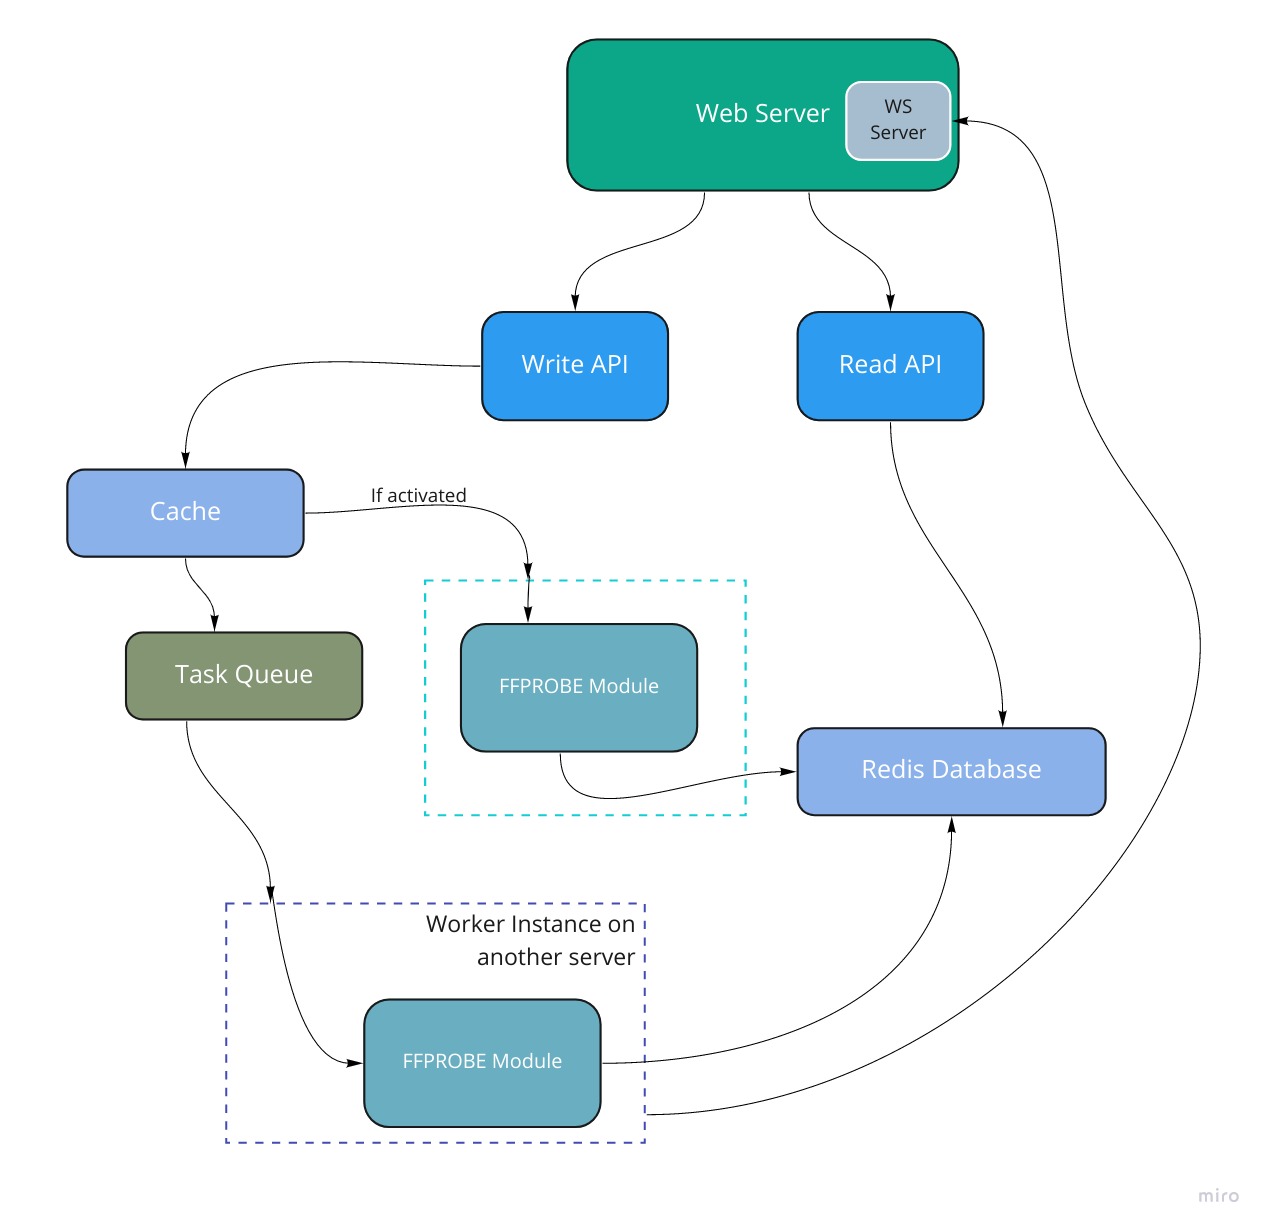 Web Server
WS
Server
Write API
Read API
Cache
If activated
Task Queue
FFPROBE Module
Redis Database
Worker Instance on
another server
FFPROBE Module
miro